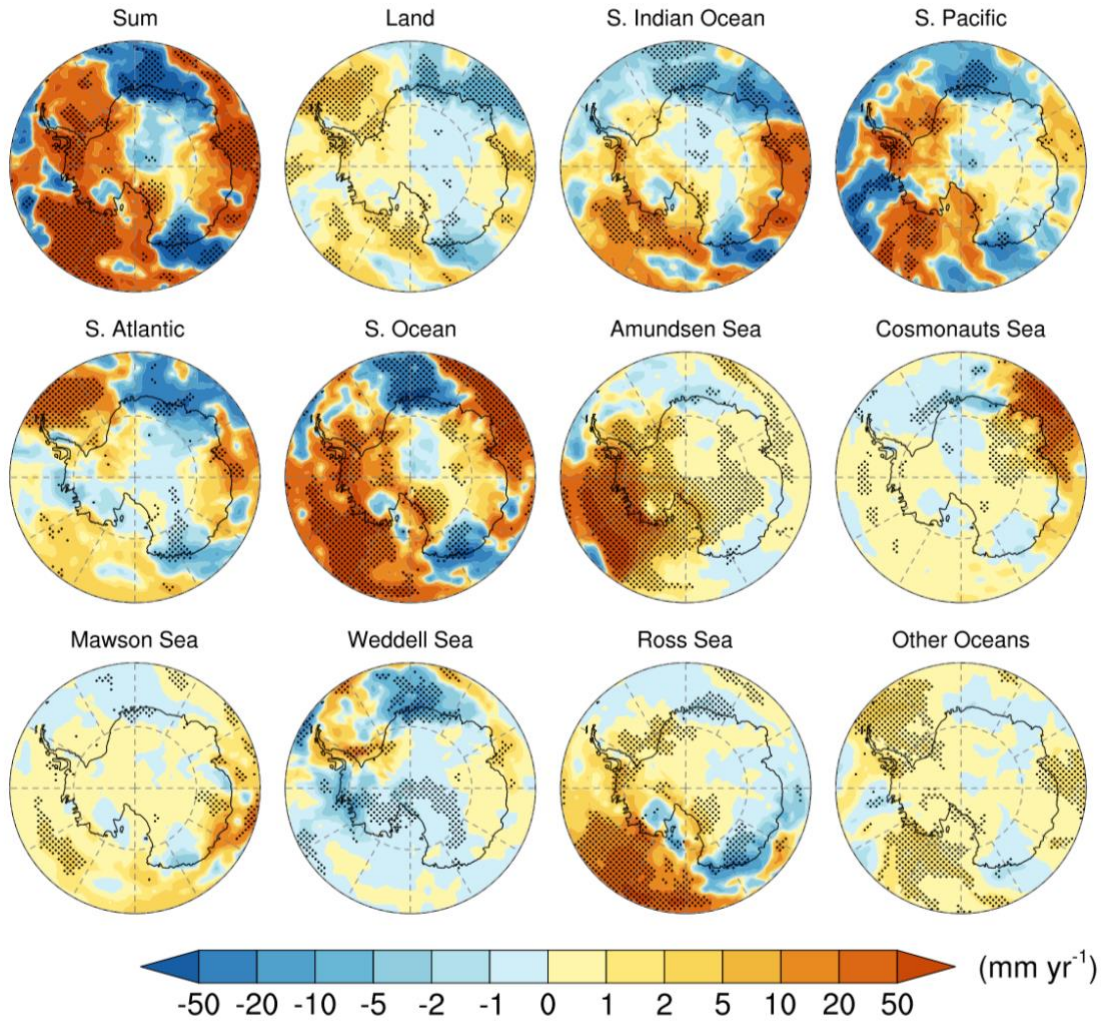 Sum Land S. Indian Ocean S. Pacific
S. Atlantic S. Ocean Amundsen Sea Cosmonauts Sea
Mawson Sea Weddell Sea Ross Sea Other Oceans
(mm yr⁻¹)
-50 -20 -10 -5 -2 -1 0 1 2 5 10 20 50